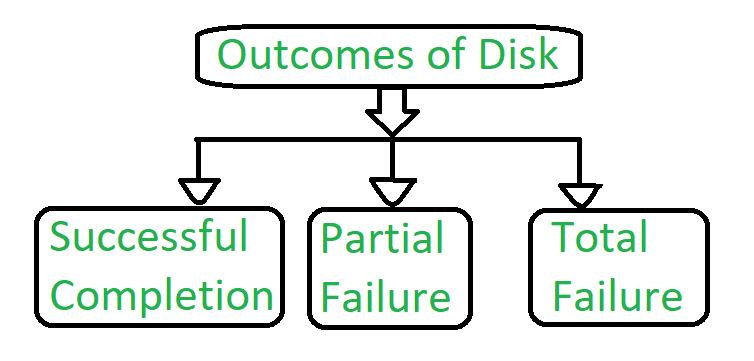 Outcomes of Disk
Successful
Completion
Partial
Failure
Total
Failure